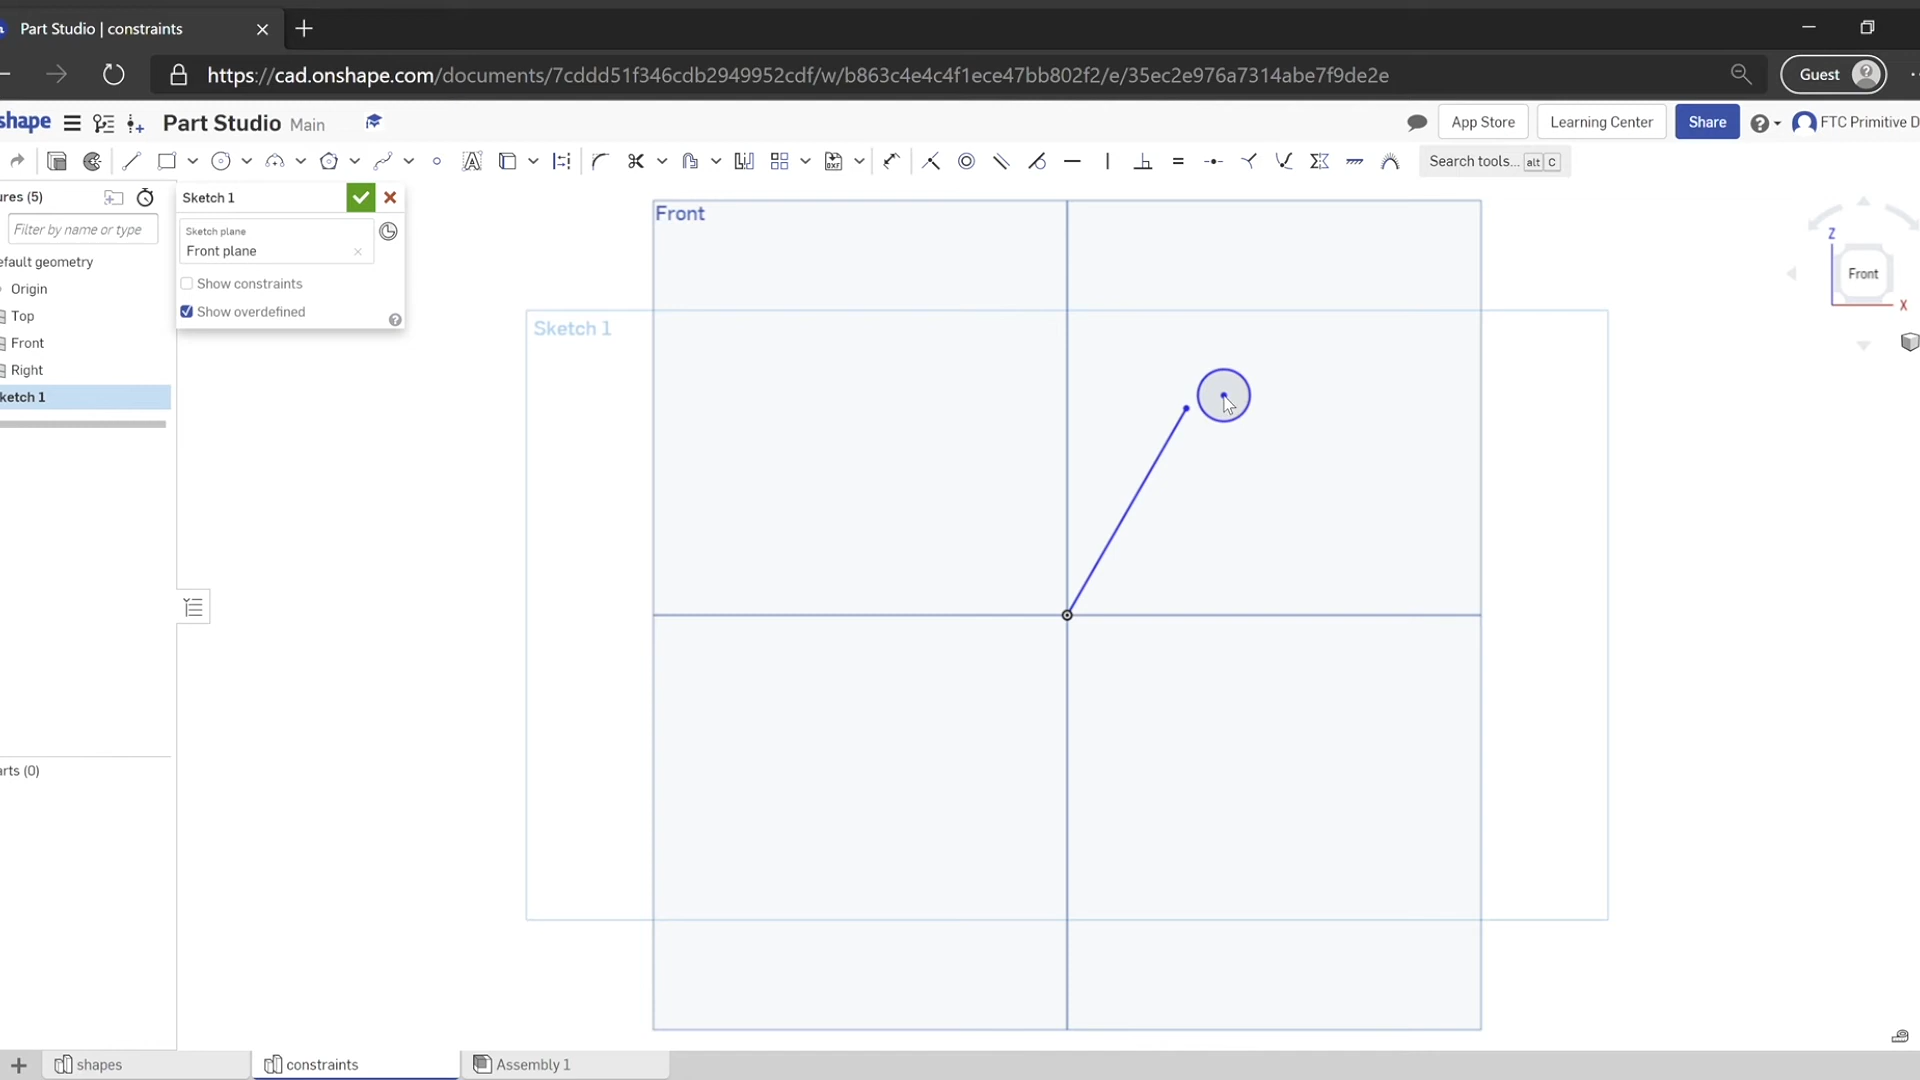 Part Studio | constraints
https://cad.onshape.com/documents/7cddd51f346cdb2949952cdf/w/b863c4e4c4f1ece47bb802f2/e/35ec2e976a7314abe7f9de2e
Guest
shape Part Studio Main
App Store Learning Center Share FTC Primitive D
Search tools... alt C
ures (5)
Filter by name or type
efault geometry
Origin
Top
Front
Right
ketch 1
arts (0)
Sketch 1
Sketch plane
Front plane
Show constraints
Show overdefined
Front
Sketch 1
Z
Front
X
shapes
constraints
Assembly 1